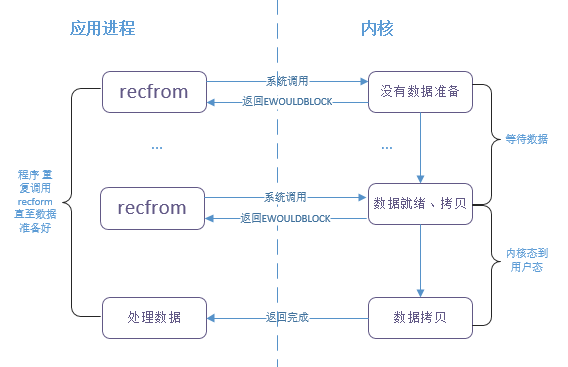 应用进程
内核
recfrom
系统调用
没有数据准备
返回EWOULDBLOCK
...
...
等待数据
程序 重
复调用
recform
直至数据
准备好
recfrom
系统调用
数据就绪、拷贝
返回EWOULDBLOCK
内核态到
用户态
处理数据
返回完成
数据拷贝